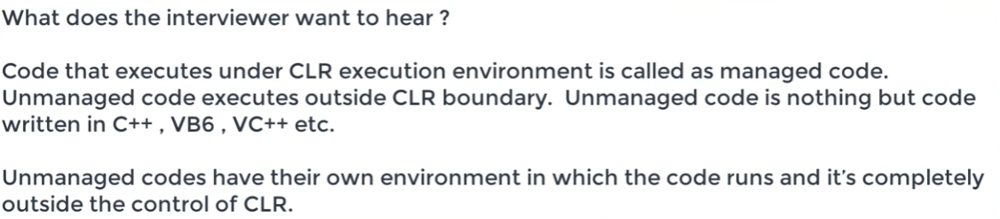 What does the interviewer want to hear ?
Code that executes under CLR execution environment is called as managed code.
Unmanaged code executes outside CLR boundary. Unmanaged code is nothing but code
written in C++ , VB6 , VC++ etc.
Unmanaged codes have their own environment in which the code runs and it's completely
outside the control of CLR.